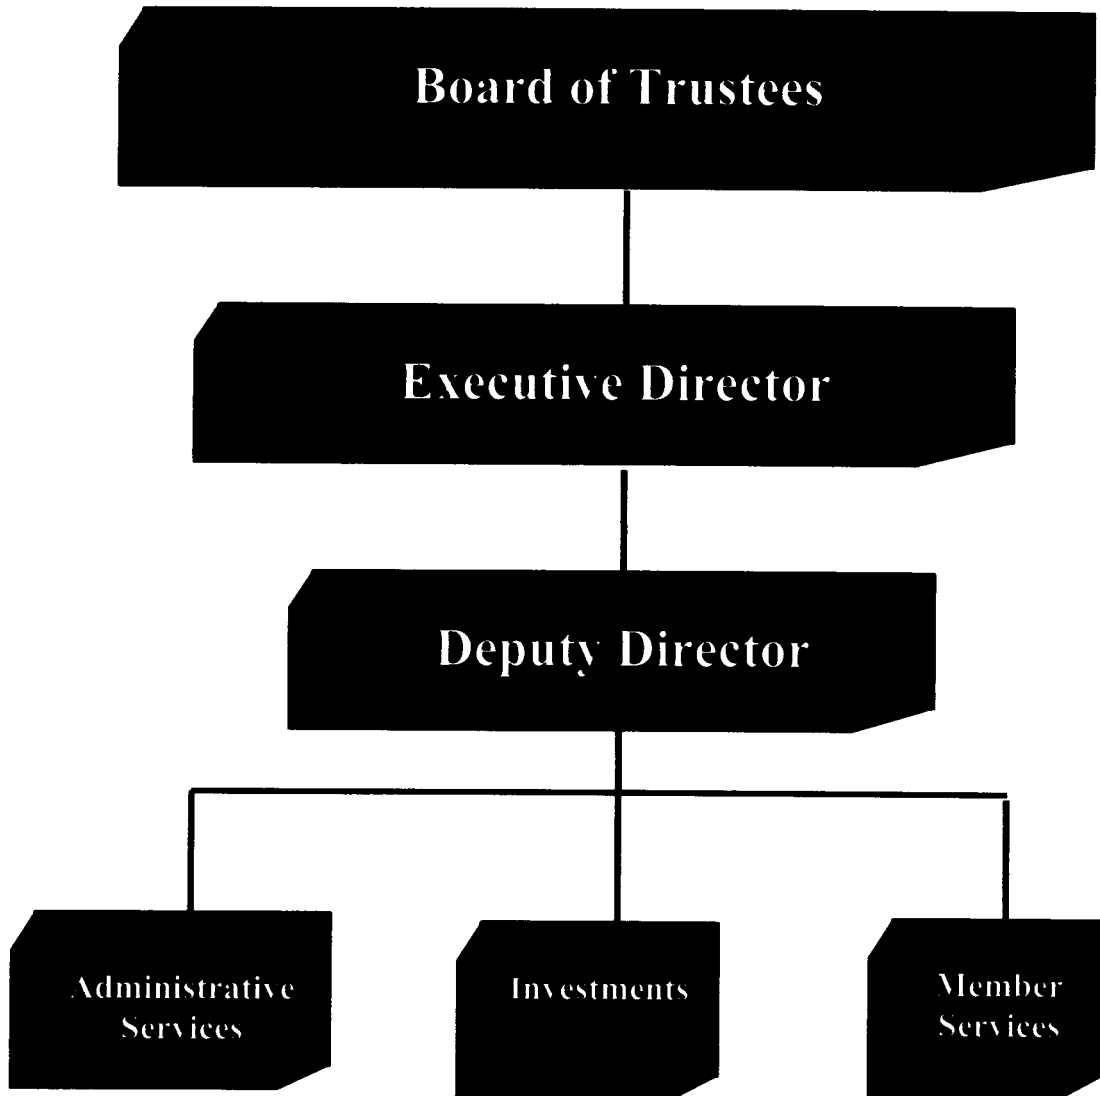 Board of Trustees
Executive Director
Deputy Director
Administrative
Services
Investments
Member
Services